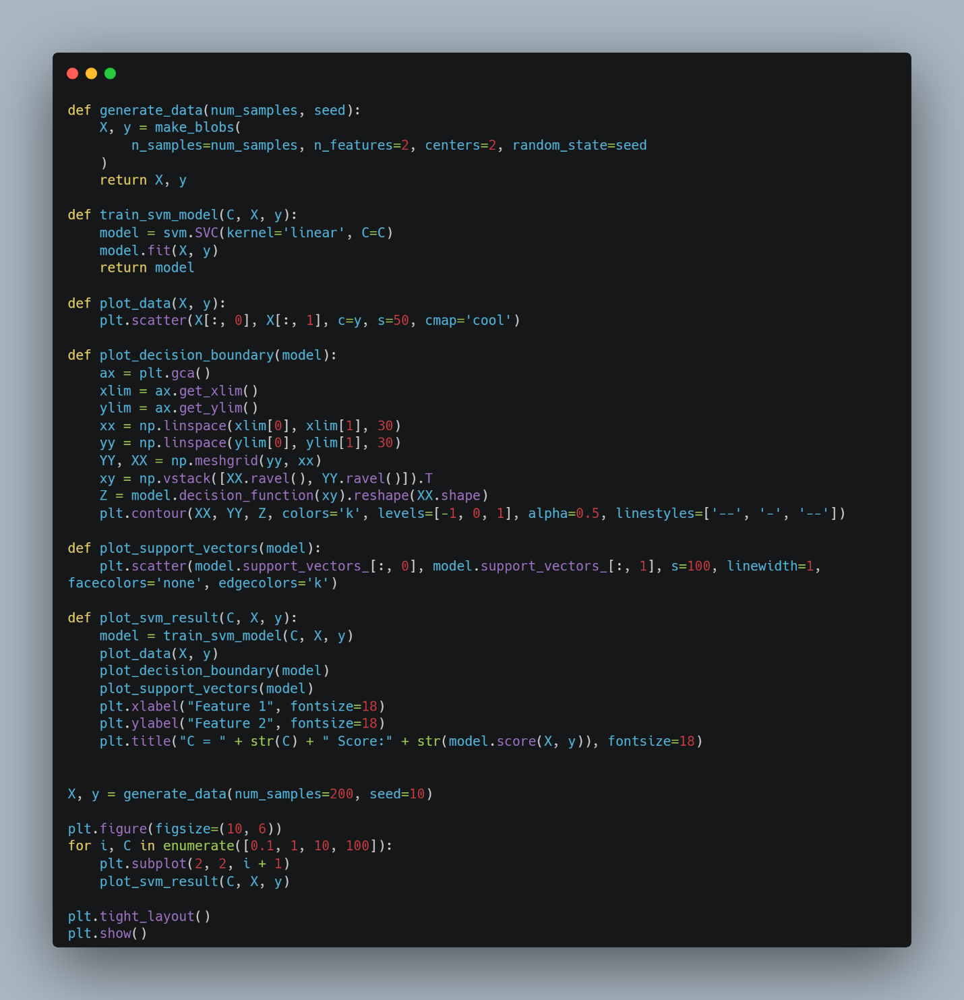 def generate_data(num_samples, seed):
    X, y = make_blobs(
        n_samples=num_samples, n_features=2, centers=2, random_state=seed
    )
    return X, y

def train_svm_model(C, X, y):
    model = svm.SVC(kernel='linear', C=C)
    model.fit(X, y)
    return model

def plot_data(X, y):
    plt.scatter(X[:, 0], X[:, 1], c=y, s=50, cmap='cool')

def plot_decision_boundary(model):
    ax = plt.gca()
    xlim = ax.get_xlim()
    ylim = ax.get_ylim()
    xx = np.linspace(xlim[0], xlim[1], 30)
    yy = np.linspace(ylim[0], ylim[1], 30)
    YY, XX = np.meshgrid(yy, xx)
    xy = np.vstack([XX.ravel(), YY.ravel()]).T
    Z = model.decision_function(xy).reshape(XX.shape)
    plt.contour(XX, YY, Z, colors='k', levels=[-1, 0, 1], alpha=0.5, linestyles=['--', '-', '--'])

def plot_support_vectors(model):
    plt.scatter(model.support_vectors_[:, 0], model.support_vectors_[:, 1], s=100, linewidth=1,
facecolors='none', edgecolors='k')

def plot_svm_result(C, X, y):
    model = train_svm_model(C, X, y)
    plot_data(X, y)
    plot_decision_boundary(model)
    plot_support_vectors(model)
    plt.xlabel("Feature 1", fontsize=18)
    plt.ylabel("Feature 2", fontsize=18)
    plt.title("C = " + str(C) + " Score:" + str(model.score(X, y)), fontsize=18)


X, y = generate_data(num_samples=200, seed=10)

plt.figure(figsize=(10, 6))
for i, C in enumerate([0.1, 1, 10, 100]):
    plt.subplot(2, 2, i + 1)
    plot_svm_result(C, X, y)

plt.tight_layout()
plt.show()